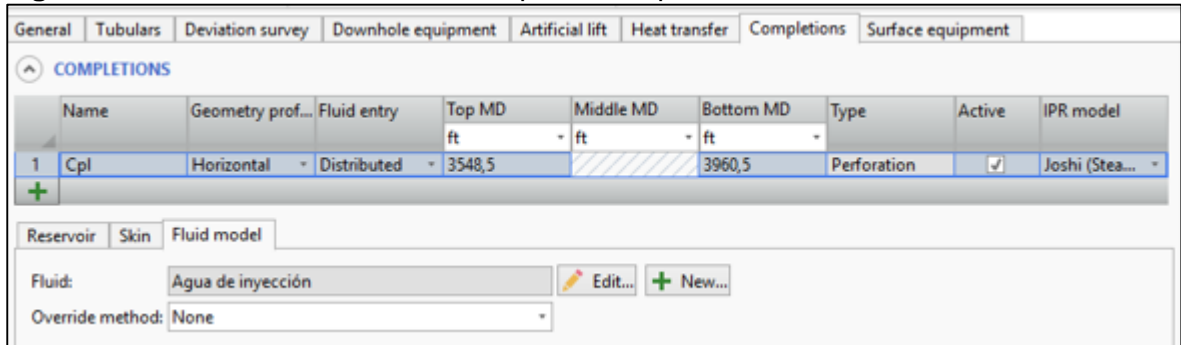 General Tubulars Deviation survey Downhole equipment Artificial lift Heat transfer Completions Surface equipment
COMPLETIONS
Name Geometry prof... Fluid entry Top MD Middle MD Bottom MD Type Active IPR model
ft ft ft
1 Cpl Horizontal Distributed 3548,5 3960,5 Perforation Joshi (Stea...
Reservoir Skin Fluid model
Fluid: Agua de inyección Edit... New...
Override method: None